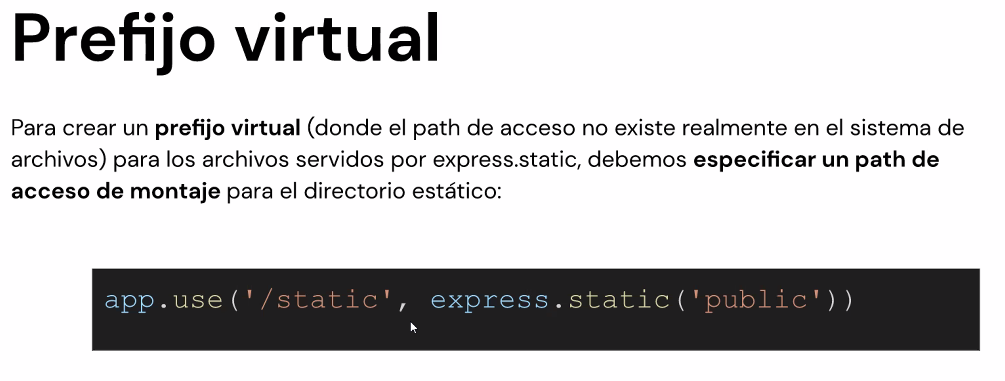 Prefijo virtual
Para crear un prefijo virtual (donde el path de acceso no existe realmente en el sistema de
archivos) para los archivos servidos por express.static, debemos especificar un path de
acceso de montaje para el directorio estático:
app.use('/static', express.static('public'))